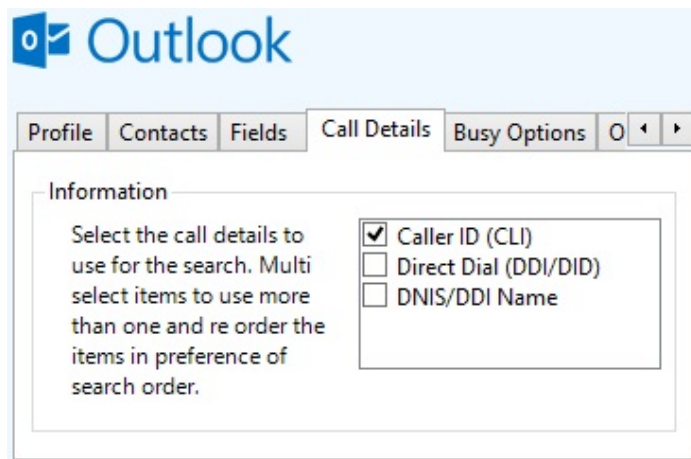 Outlook
Profile Contacts Fields Call Details Busy Options O
Information
Select the call details to
use for the search. Multi
select items to use more
than one and re order the
items in preference of
search order.
Caller ID (CLI)
Direct Dial (DDI/DID)
DNIS/DDI Name